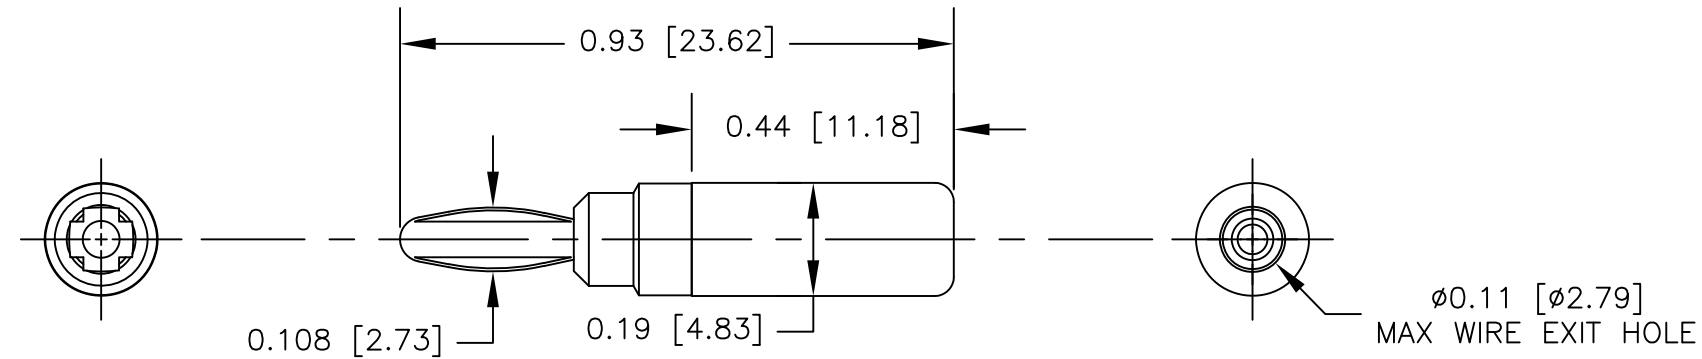 0.93 [23.62]
0.44 [11.18]
0.108 [2.73]
0.19 [4.83]
ø0.11 [ø2.79]
MAX WIRE EXIT HOLE